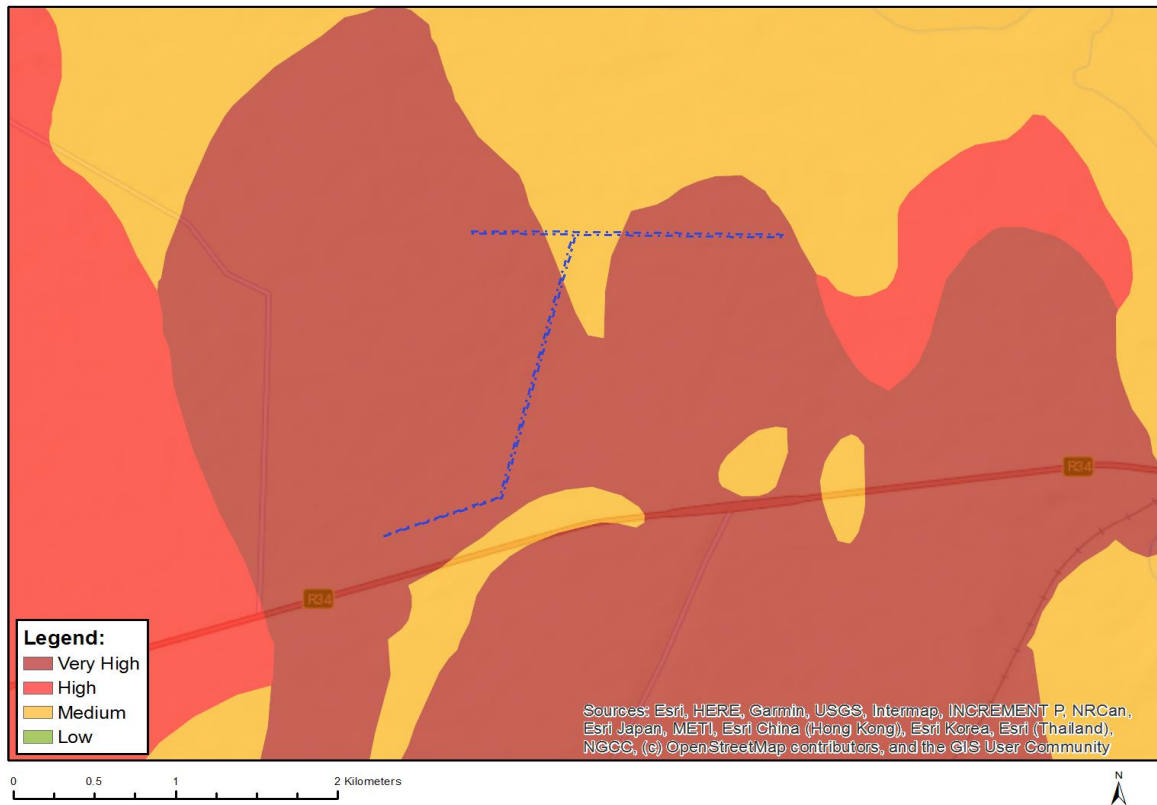 R34
R34
Legend:
Very High
High
Medium
Low
Sources: Esri, HERE, Garmin, USGS, Intermap, INCREMENT P, NRCan,
Esri Japan, METI, Esri China (Hong Kong), Esri Korea, Esri (Thailand),
NGCC, (c) OpenStreetMap contributors, and the GIS User Community
0 0.5 1 2 Kilometers
N